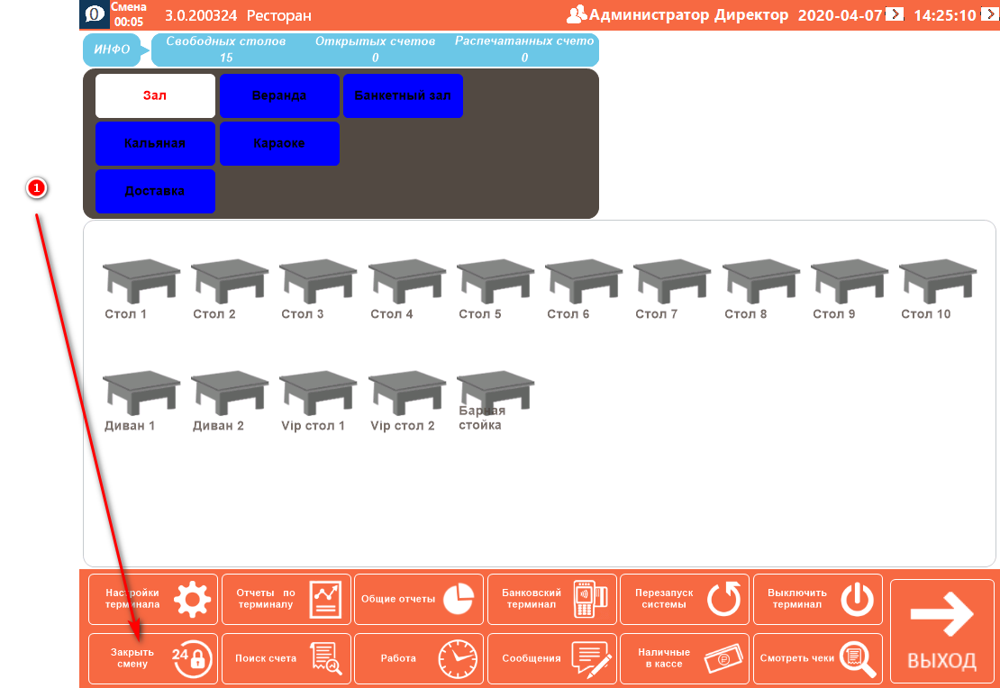 0
Смена
00:05
3.0.200324 Ресторан
Администратор Директор 2020-04-07 14:25:10
ИНФО
Свободных столов Открытых счетов Распечатанных счето
15 0 0
Зал Веранда Банкетный зал
Кальяная Караоке
Доставка
1
Стол 1 Стол 2 Стол 3 Стол 4 Стол 5 Стол 6 Стол 7 Стол 8 Стол 9 Стол 10
Диван 1 Диван 2 Vip стол 1 Vip стол 2 Барная
стойка
Настройки
терминала
Отчеты по
терминалу
Общие отчеты
Банковский
терминал
Перезапуск
системы
Выключить
терминал
Закрыть
смену
24
Поиск счета
Работа
Сообщения
Наличные
в кассе
Смотреть чеки
ВЫХОД